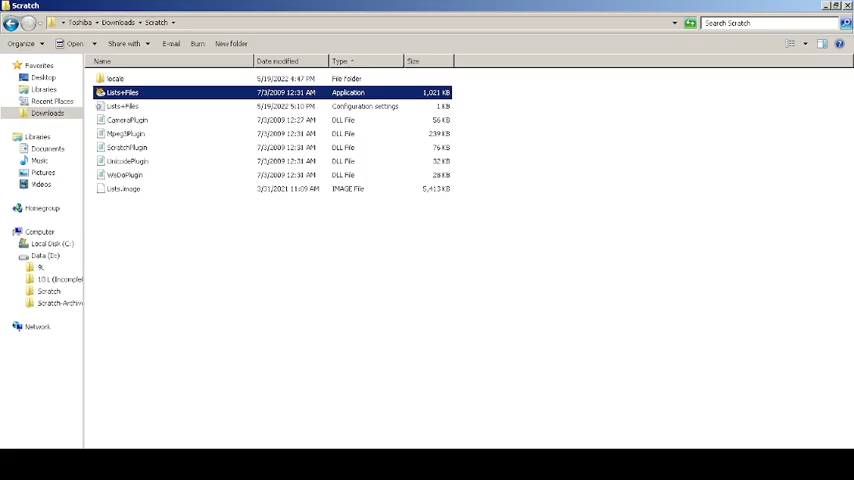 Scratch
Toshiba
Downloads
Scratch
Search Scratch
Organize
Open
Share with
E-mail
Burn
New folder
Name
Date modified
Type
Size
Favorites
Desktop
Libraries
Recent Places
Downloads
Libraries
Documents
Music
Pictures
Videos
Homegroup
Computer
Local Disk (C:)
Data (D:)
9L
10 L (Incomplet
Scratch
Scratch-Archiv
Network
locale 5/19/2022 4:47 PM File folder
Lists+Files 7/3/2009 12:31 AM Application 1,021 KB
Lists+Files 5/19/2022 5:10 PM Configuration settings 1 KB
CameraPlugin 7/3/2009 12:27 AM DLL File 56 KB
Mpeg3Plugin 7/3/2009 12:31 AM DLL File 239 KB
ScratchPlugin 7/3/2009 12:31 AM DLL File 76 KB
UnicodePlugin 7/3/2009 12:31 AM DLL File 32 KB
WeDoPlugin 7/3/2009 12:31 AM DLL File 28 KB
Lists.image 3/31/2021 11:09 AM IMAGE File 5,413 KB